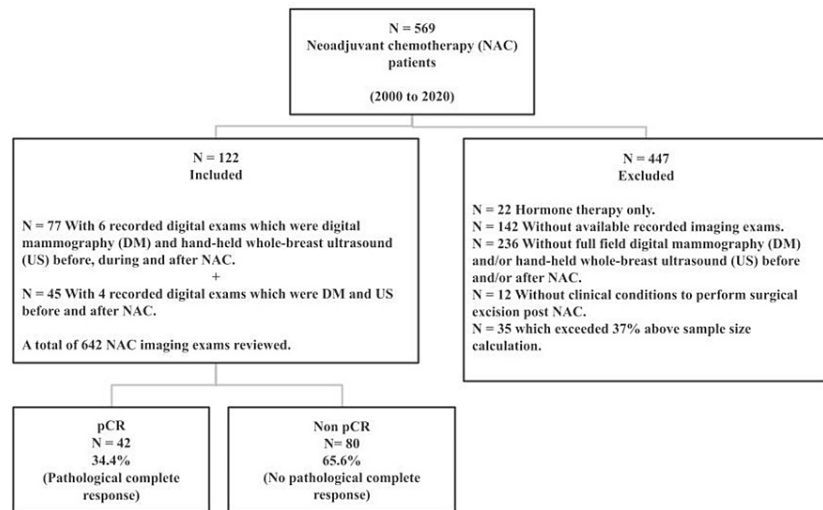 N = 569
Neoadjuvant chemotherapy (NAC)
patients
(2000 to 2020)
N = 122
Included
N = 77 With 6 recorded digital exams which were digital
mammography (DM) and hand-held whole-breast ultrasound
(US) before, during and after NAC.
+
N = 45 With 4 recorded digital exams which were DM and US
before and after NAC.
A total of 642 NAC imaging exams reviewed.
N = 447
Excluded
N = 22 Hormone therapy only.
N = 142 Without available recorded imaging exams.
N = 236 Without full field digital mammography (DM)
and/or hand-held whole-breast ultrasound (US) before
and/or after NAC.
N = 12 Without clinical conditions to perform surgical
excision post NAC.
N = 35 which exceeded 37% above sample size
calculation.
pCR
N = 42
34.4%
(Pathological complete
response)
Non pCR
N= 80
65.6%
(No pathological complete
response)